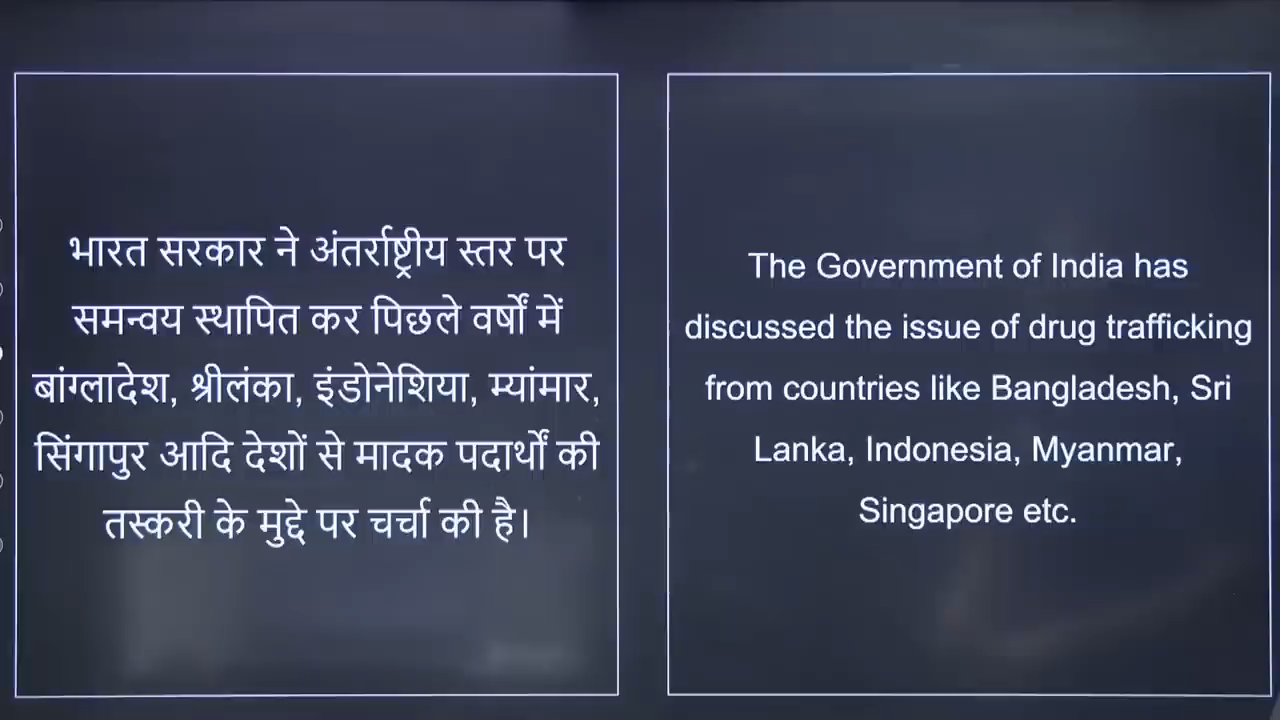 भारत सरकार ने अंतर्राष्ट्रीय स्तर पर
समन्वय स्थापित कर पिछले वर्षों में
बांग्लादेश, श्रीलंका, इंडोनेशिया, म्यांमार,
सिंगापुर आदि देशों से मादक पदार्थों की
तस्करी के मुद्दे पर चर्चा की है।
The Government of India has
discussed the issue of drug trafficking
from countries like Bangladesh, Sri
Lanka, Indonesia, Myanmar,
Singapore etc.